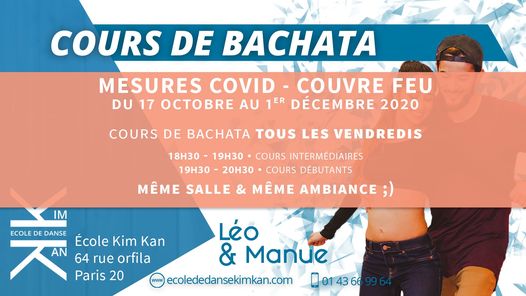 COURS DE BACHATA
MESURES COVID - COUVRE FEU
DU 17 OCTOBRE AU 1ER DÉCEMBRE 2020
COURS DE BACHATA TOUS LES VENDREDIS
18H30 - 19H30 • COURS INTERMÉDIAIRES
19H30 - 20H30 • COURS DÉBUTANTS
MÊME SALLE & MÊME AMBIANCE ;)
KIM
ECOLE DE DANSE
KAN
École Kim Kan
64 rue orfila
Paris 20
Léo
& Manue
www ecolededansekimkan.com
01 43 66 99 64